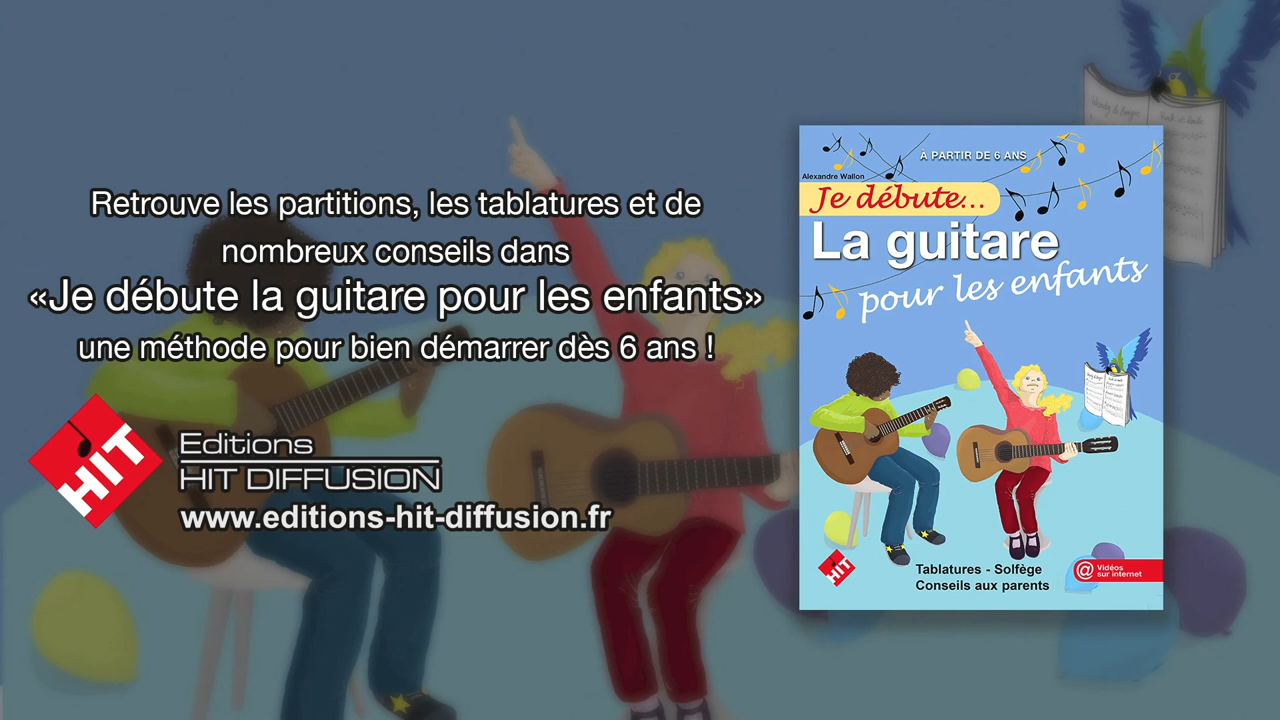 Retrouve les partitions, les tablatures et de
nombreux conseils dans
«Je débute la guitare pour les enfants»
une méthode pour bien démarrer dès 6 ans !
HIT
Editions
HIT DIFFUSION
www.editions-hit-diffusion.fr
À PARTIR DE 6 ANS
Alexandre Wallon
Je débute...
La guitare
pour les enfants
HIT
Tablatures - Solfège
Conseils aux parents
@ Vidéos
sur internet